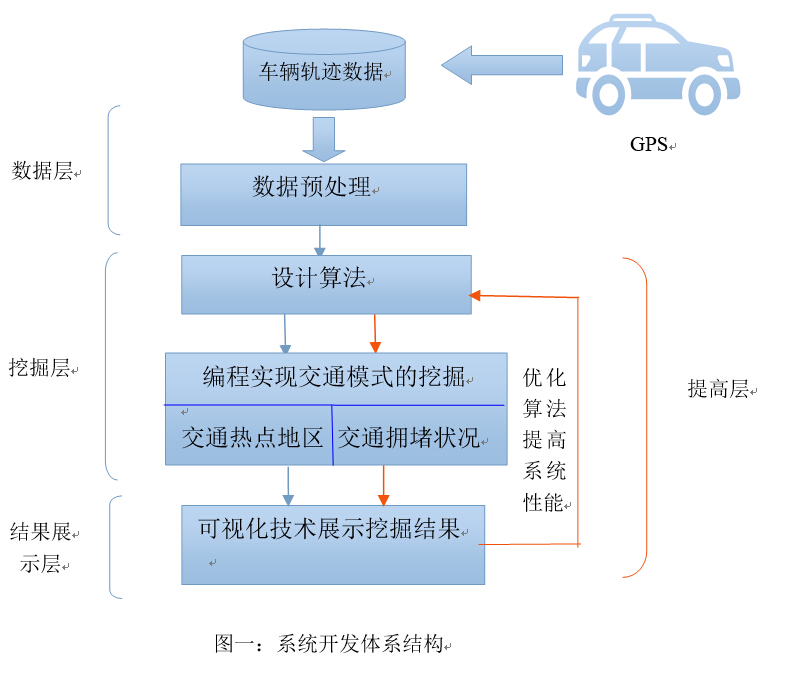 车辆轨迹数据
GPS
数据层
数据预处理
设计算法
挖掘层
编程实现交通模式的挖掘
交通热点地区
交通拥堵状况
优化
算法
提高
系统
性能
提高层
结果展
示层
可视化技术展示挖掘结果
图一：系统开发体系结构